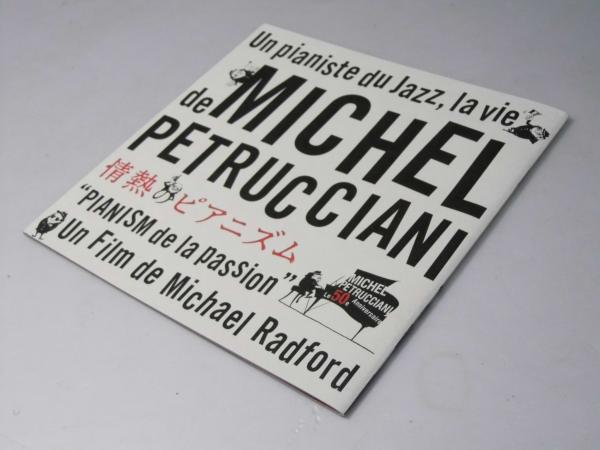 Un pianiste du Jazz, la vie
de MICHEL
PETRUCCIANI
情熱のピアニズム
"PIANISM de la passion"
Un Film de Michael Radford
MICHEL
PETRUCCIANI
Le 50e Anniversaire